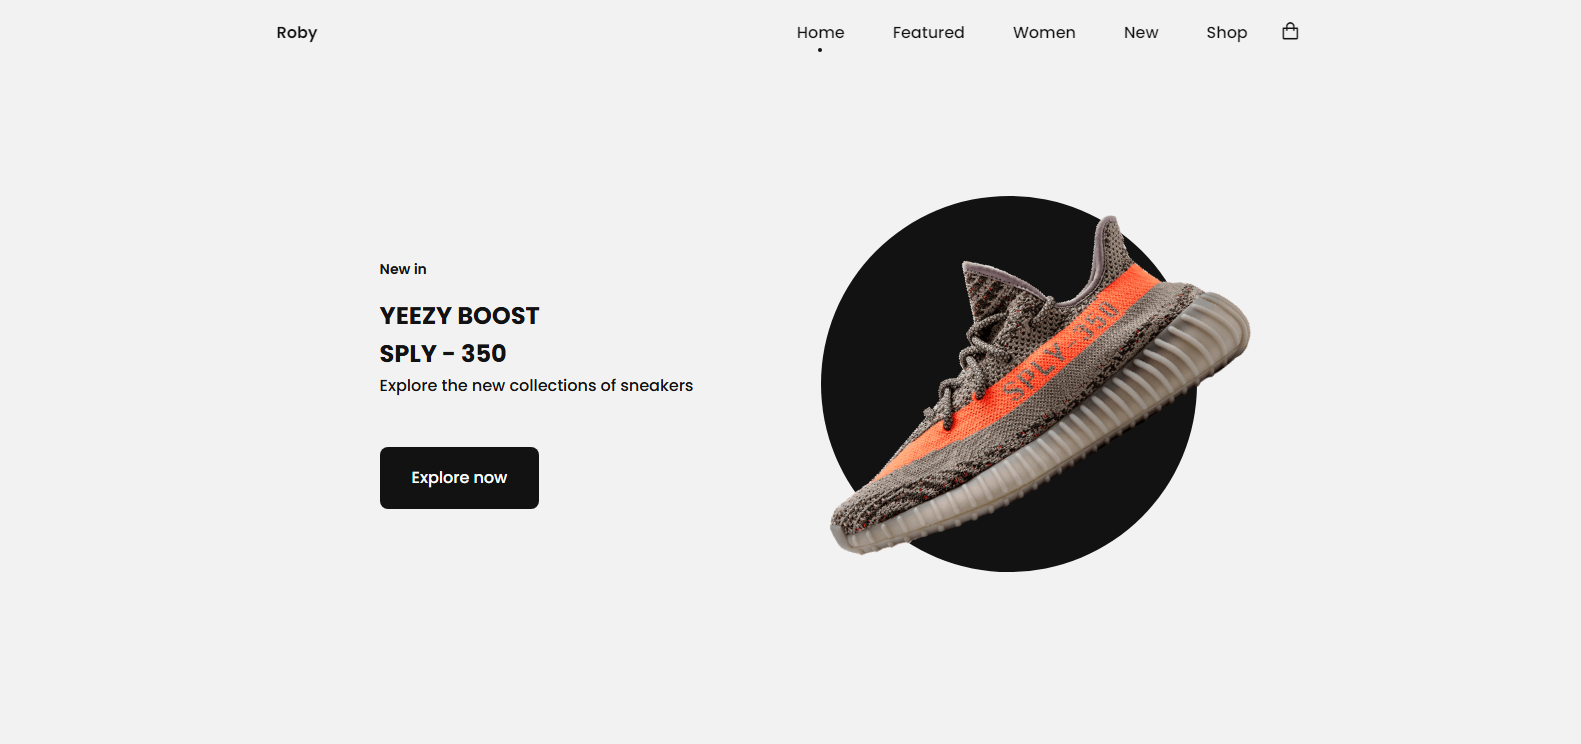 Roby
Home Featured Women New Shop
New in
YEEZY BOOST
SPLY - 350
Explore the new collections of sneakers
Explore now
SPLY-350